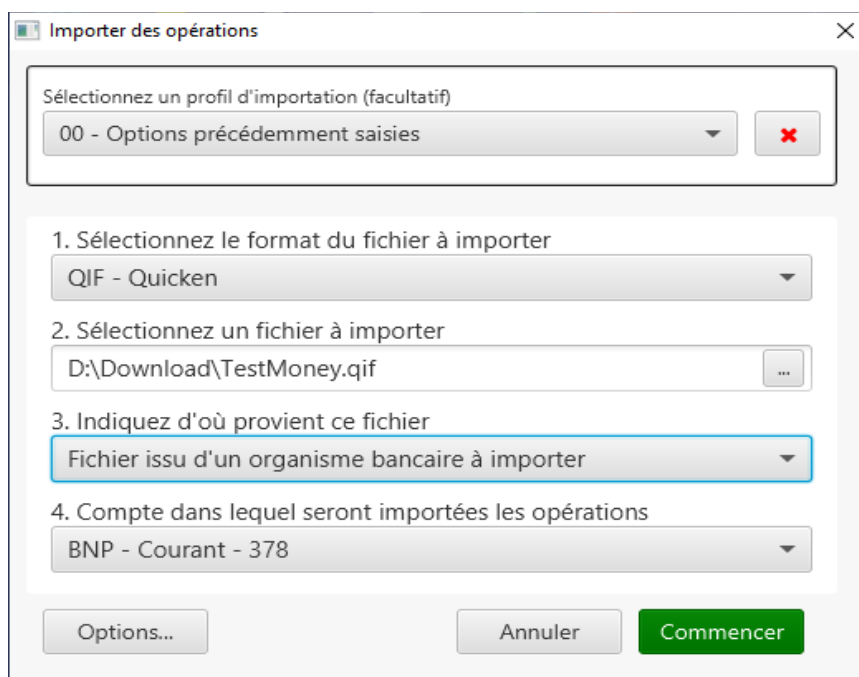 Importer des opérations
Sélectionnez un profil d'importation (facultatif)
00 - Options précédemment saisies
1. Sélectionnez le format du fichier à importer
QIF - Quicken
2. Sélectionnez un fichier à importer
D:\Download\TestMoney.qif
...
3. Indiquez d'où provient ce fichier
Fichier issu d'un organisme bancaire à importer
4. Compte dans lequel seront importées les opérations
BNP - Courant - 378
Options...
Annuler
Commencer